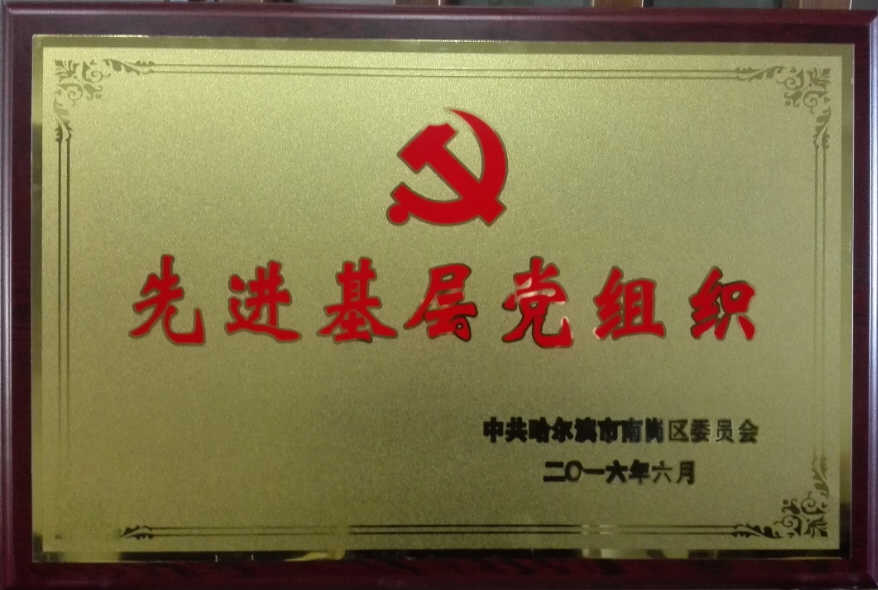 先进基层党组织
中共哈尔滨市南岗区委员会
二〇一六年六月